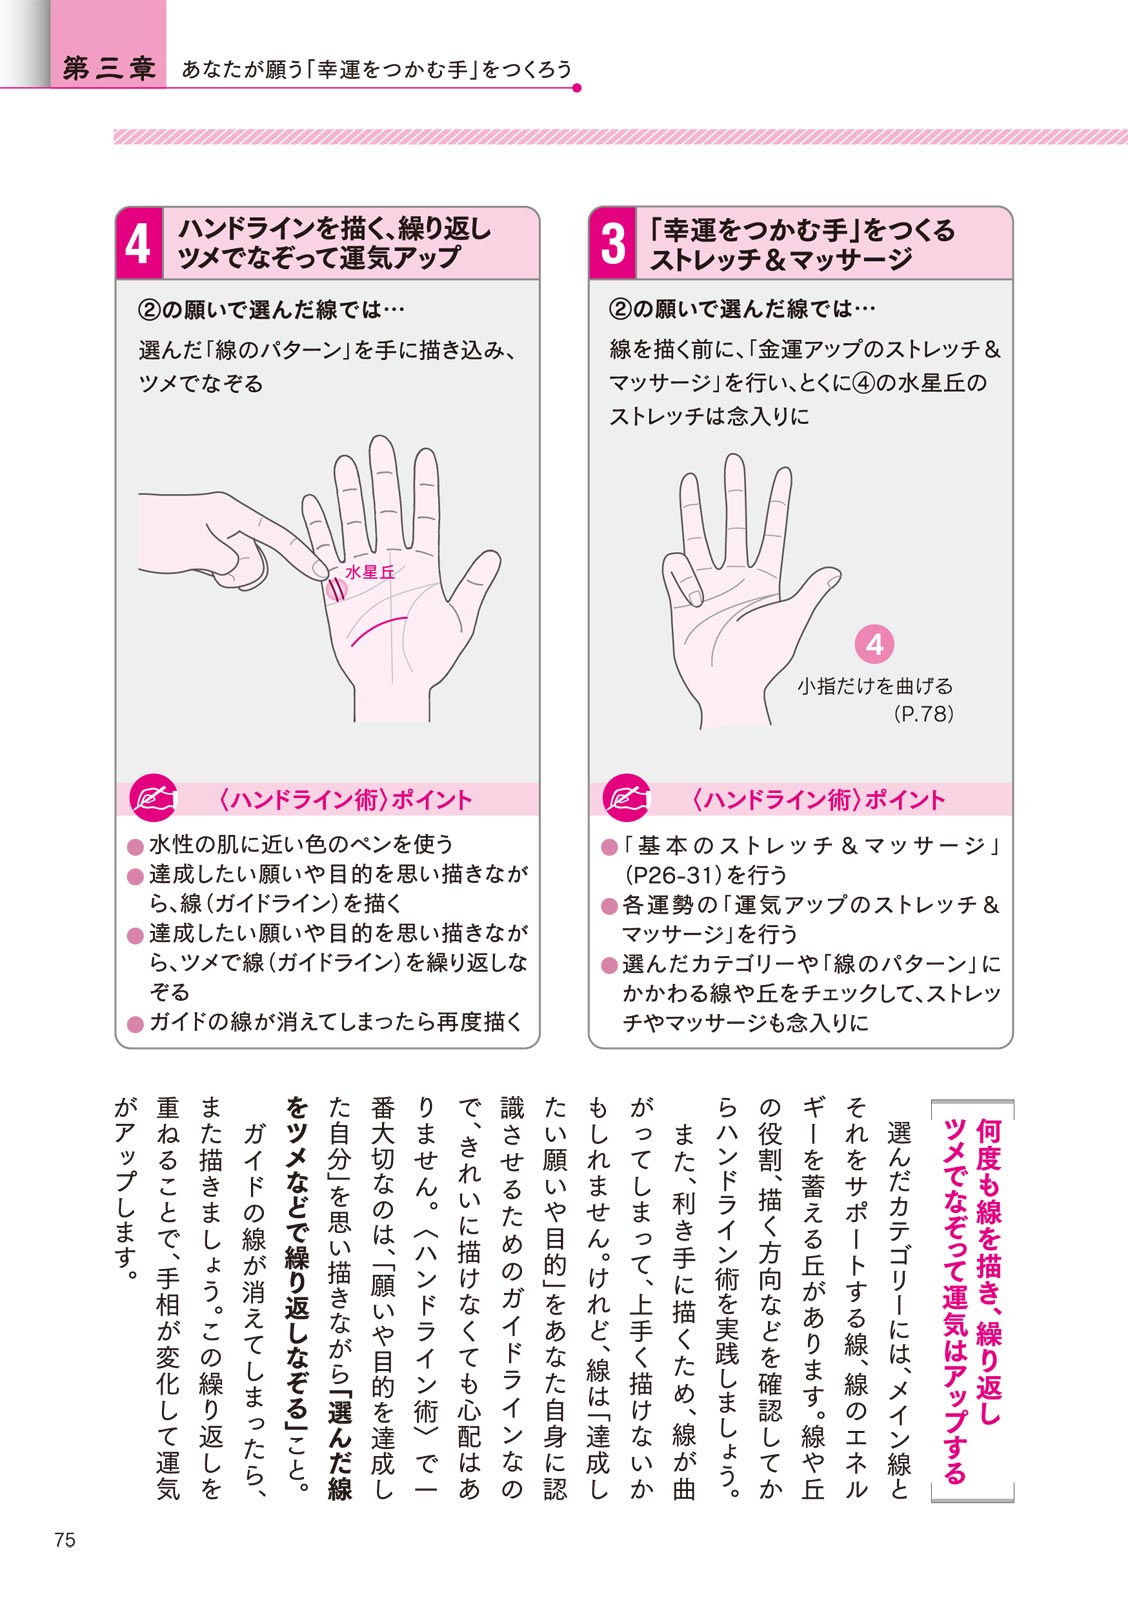 第三章
あなたが願う「幸運をつかむ手」をつくろう
3
「幸運をつかむ手」をつくる
ストレッチ＆マッサージ
②の願いで選んだ線では…
線を描く前に、「金運アップのストレッチ＆
マッサージ」を行い、とくに④の水星丘の
ストレッチは念入りに
4
小指だけを曲げる
（P.78）
〈ハンドライン術〉ポイント
●「基本のストレッチ＆マッサージ」
（P26-31）を行う
●各運勢の「運気アップのストレッチ＆
マッサージ」を行う
●選んだカテゴリーや「線のパターン」に
かかわる線や丘をチェックして、ストレッ
チやマッサージも念入りに
4
ハンドラインを描く、繰り返し
ツメでなぞって運気アップ
②の願いで選んだ線では…
選んだ「線のパターン」を手に描き込み、
ツメでなぞる
水星丘
〈ハンドライン術〉ポイント
●水性の肌に近い色のペンを使う
●達成したい願いや目的を思い描きなが
ら、線（ガイドライン）を描く
●達成したい願いや目的を思い描きなが
ら、ツメで線（ガイドライン）を繰り返しな
ぞる
●ガイドの線が消えてしまったら再度描く
何度も線を描き、繰り返し
ツメでなぞって運気はアップする
選んだカテゴリーには、メイン線と
それをサポートする線、線のエネル
ギーを蓄える丘があります。線や丘
の役割、描く方向などを確認してか
らハンドライン術を実践しましょう。
また、利き手に描くため、線が曲
がってしまって、上手く描けないか
もしれません。けれど、線は「達成し
たい願いや目的」をあなた自身に認
識させるためのガイドラインなの
で、きれいに描けなくても心配はあ
りません。〈ハンドライン術〉で一
番大切なのは、「願いや目的を達成し
た自分」を思い描きながら「選んだ線
をツメなどで繰り返しなぞる」こと。
ガイドの線が消えてしまったら、
また描きましょう。この繰り返しを
重ねることで、手相が変化して運気
がアップします。
75